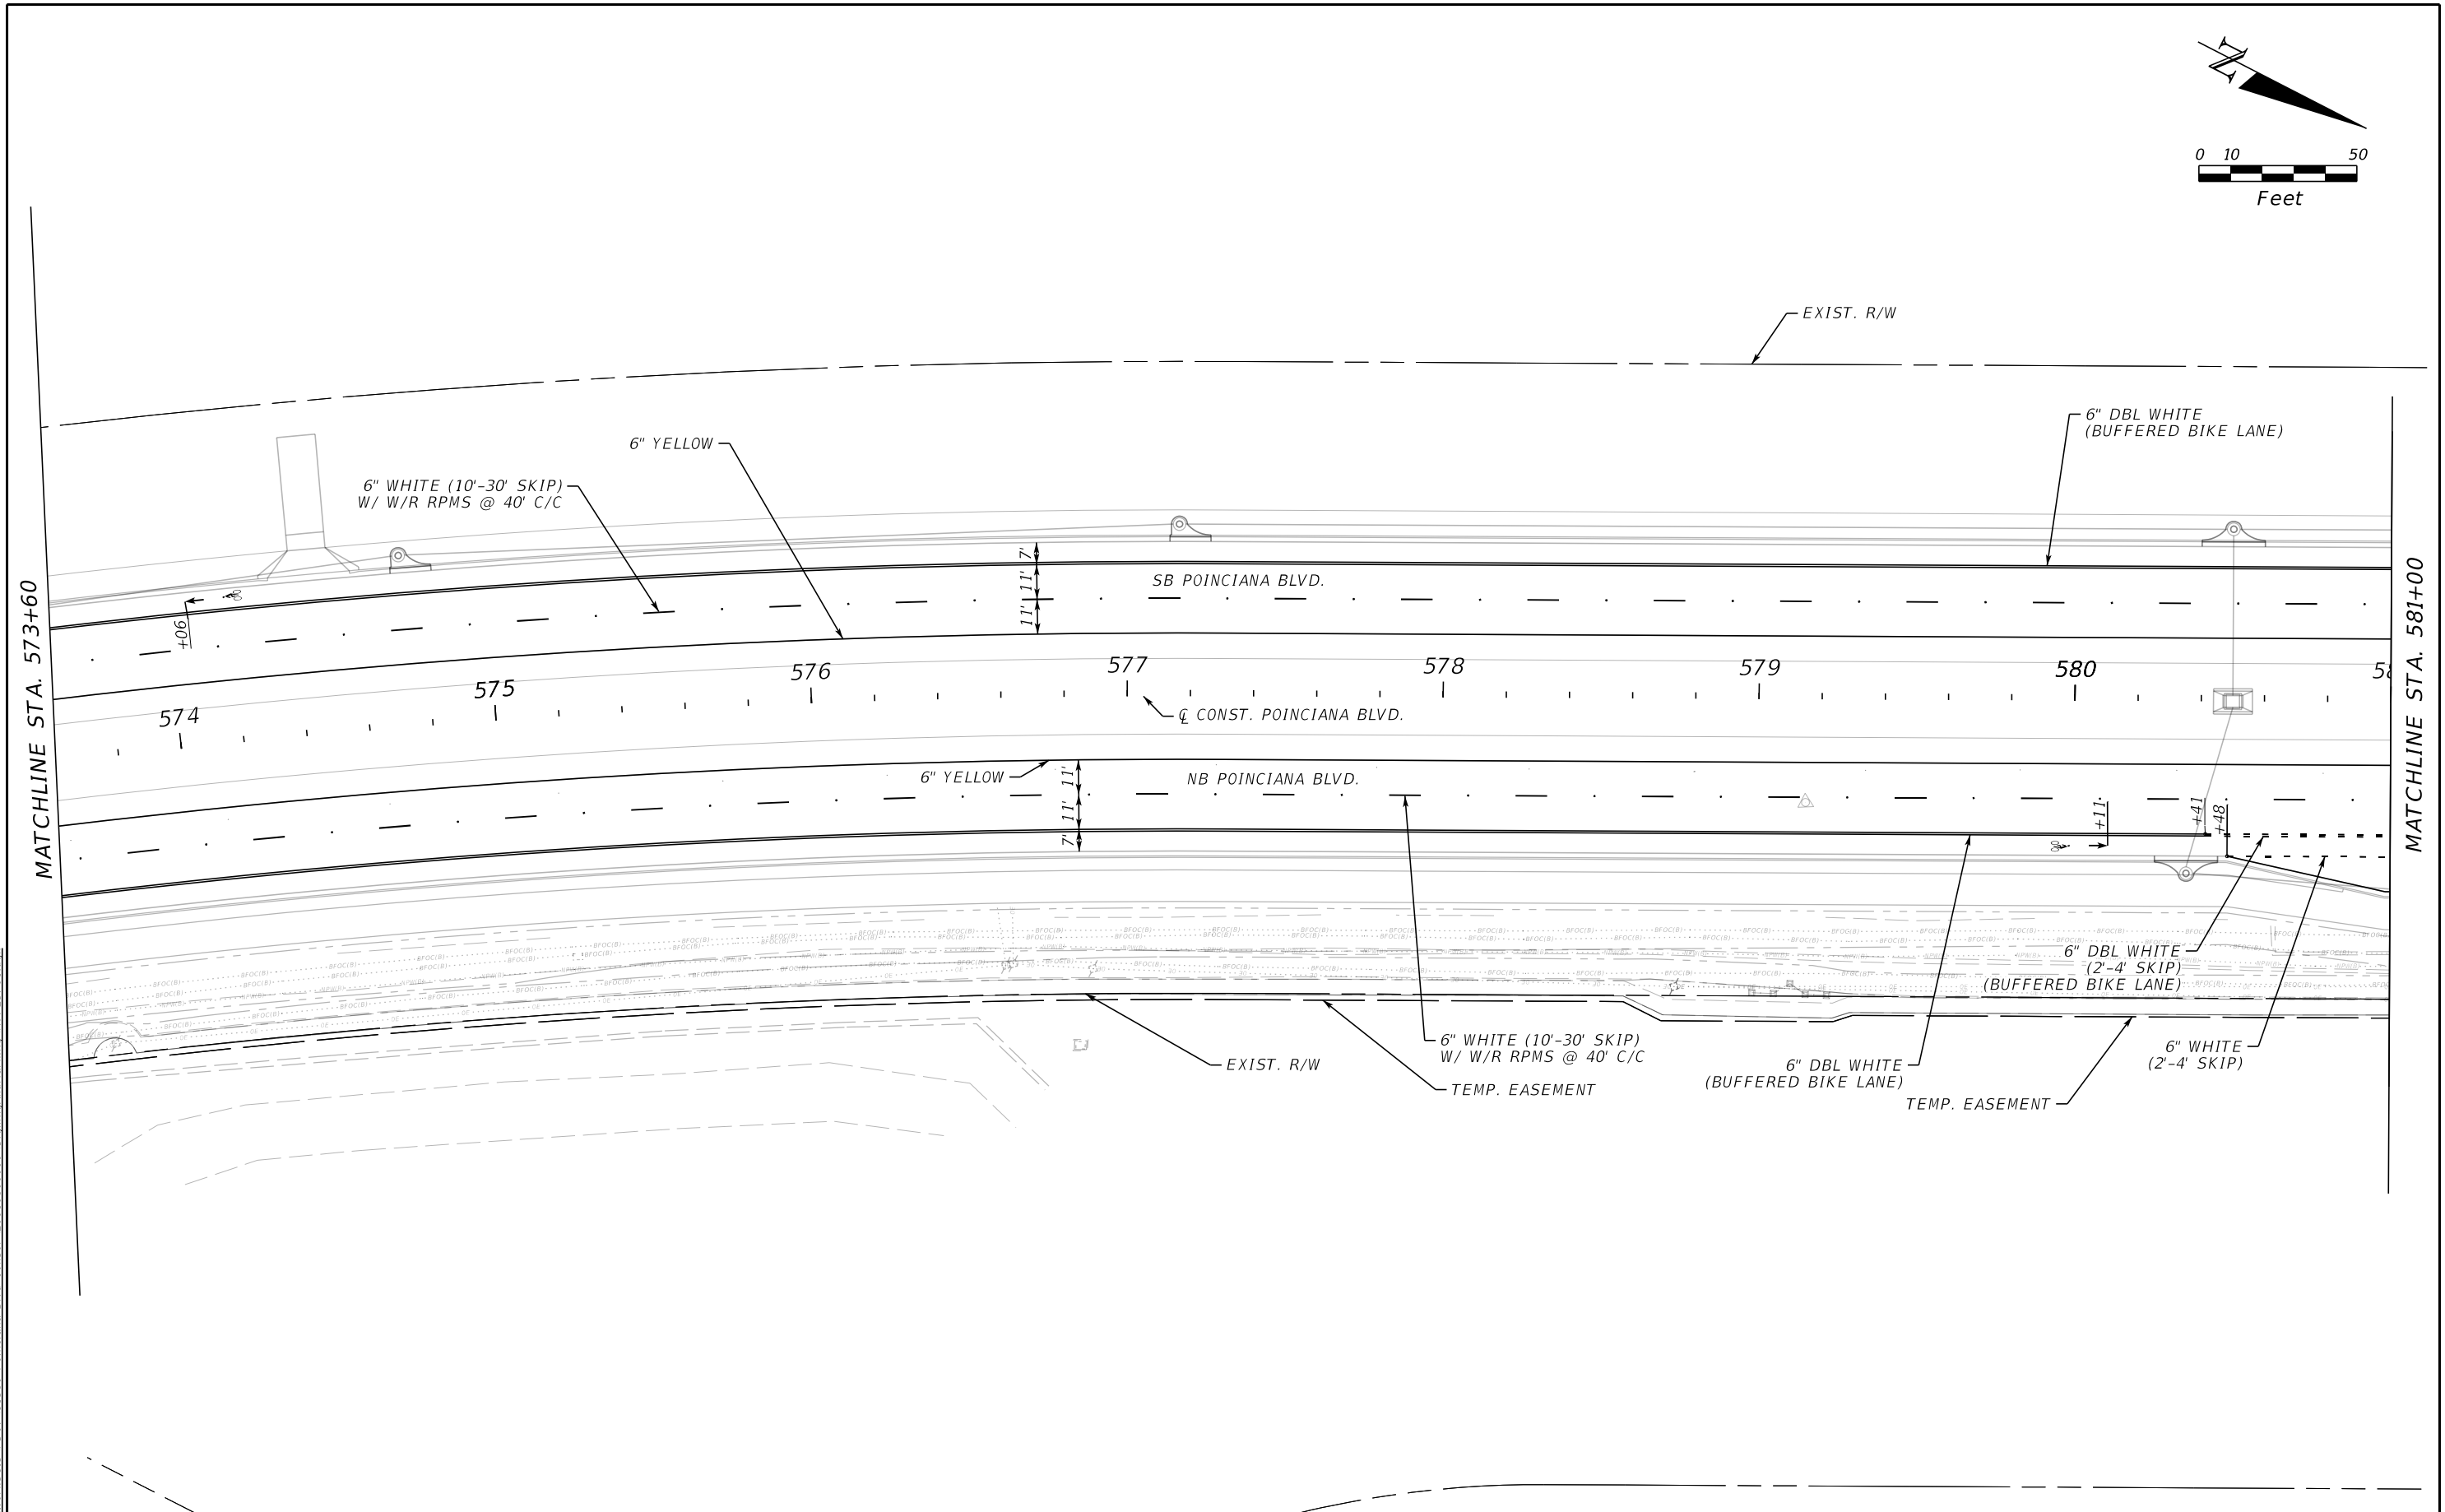 N
0 10 50
Feet
EXIST. R/W
6" DBL WHITE
(BUFFERED BIKE LANE)
6" YELLOW
6" WHITE (10'-30' SKIP)
W/ W/R RPMS @ 40' C/C
7'
11'
11'
SB POINCIANA BLVD.
+06
MATCHLINE STA. 573+60
MATCHLINE STA. 581+00
574
575
576
577
578
579
580
58
℄ CONST. POINCIANA BLVD.
6" YELLOW
11'
11'
7'
NB POINCIANA BLVD.
+11
+41
+48
BFOC(B)
OE
6" DBL WHITE
(2'-4' SKIP)
(BUFFERED BIKE LANE)
6" WHITE (10'-30' SKIP)
W/ W/R RPMS @ 40' C/C
EXIST. R/W
TEMP. EASEMENT
6" DBL WHITE
(BUFFERED BIKE LANE)
6" WHITE
(2'-4' SKIP)
TEMP. EASEMENT